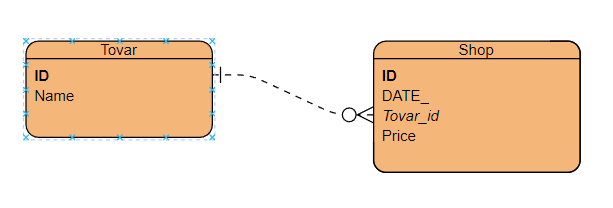 Tovar
ID
Name
Shop
ID
DATE_
Tovar_id
Price